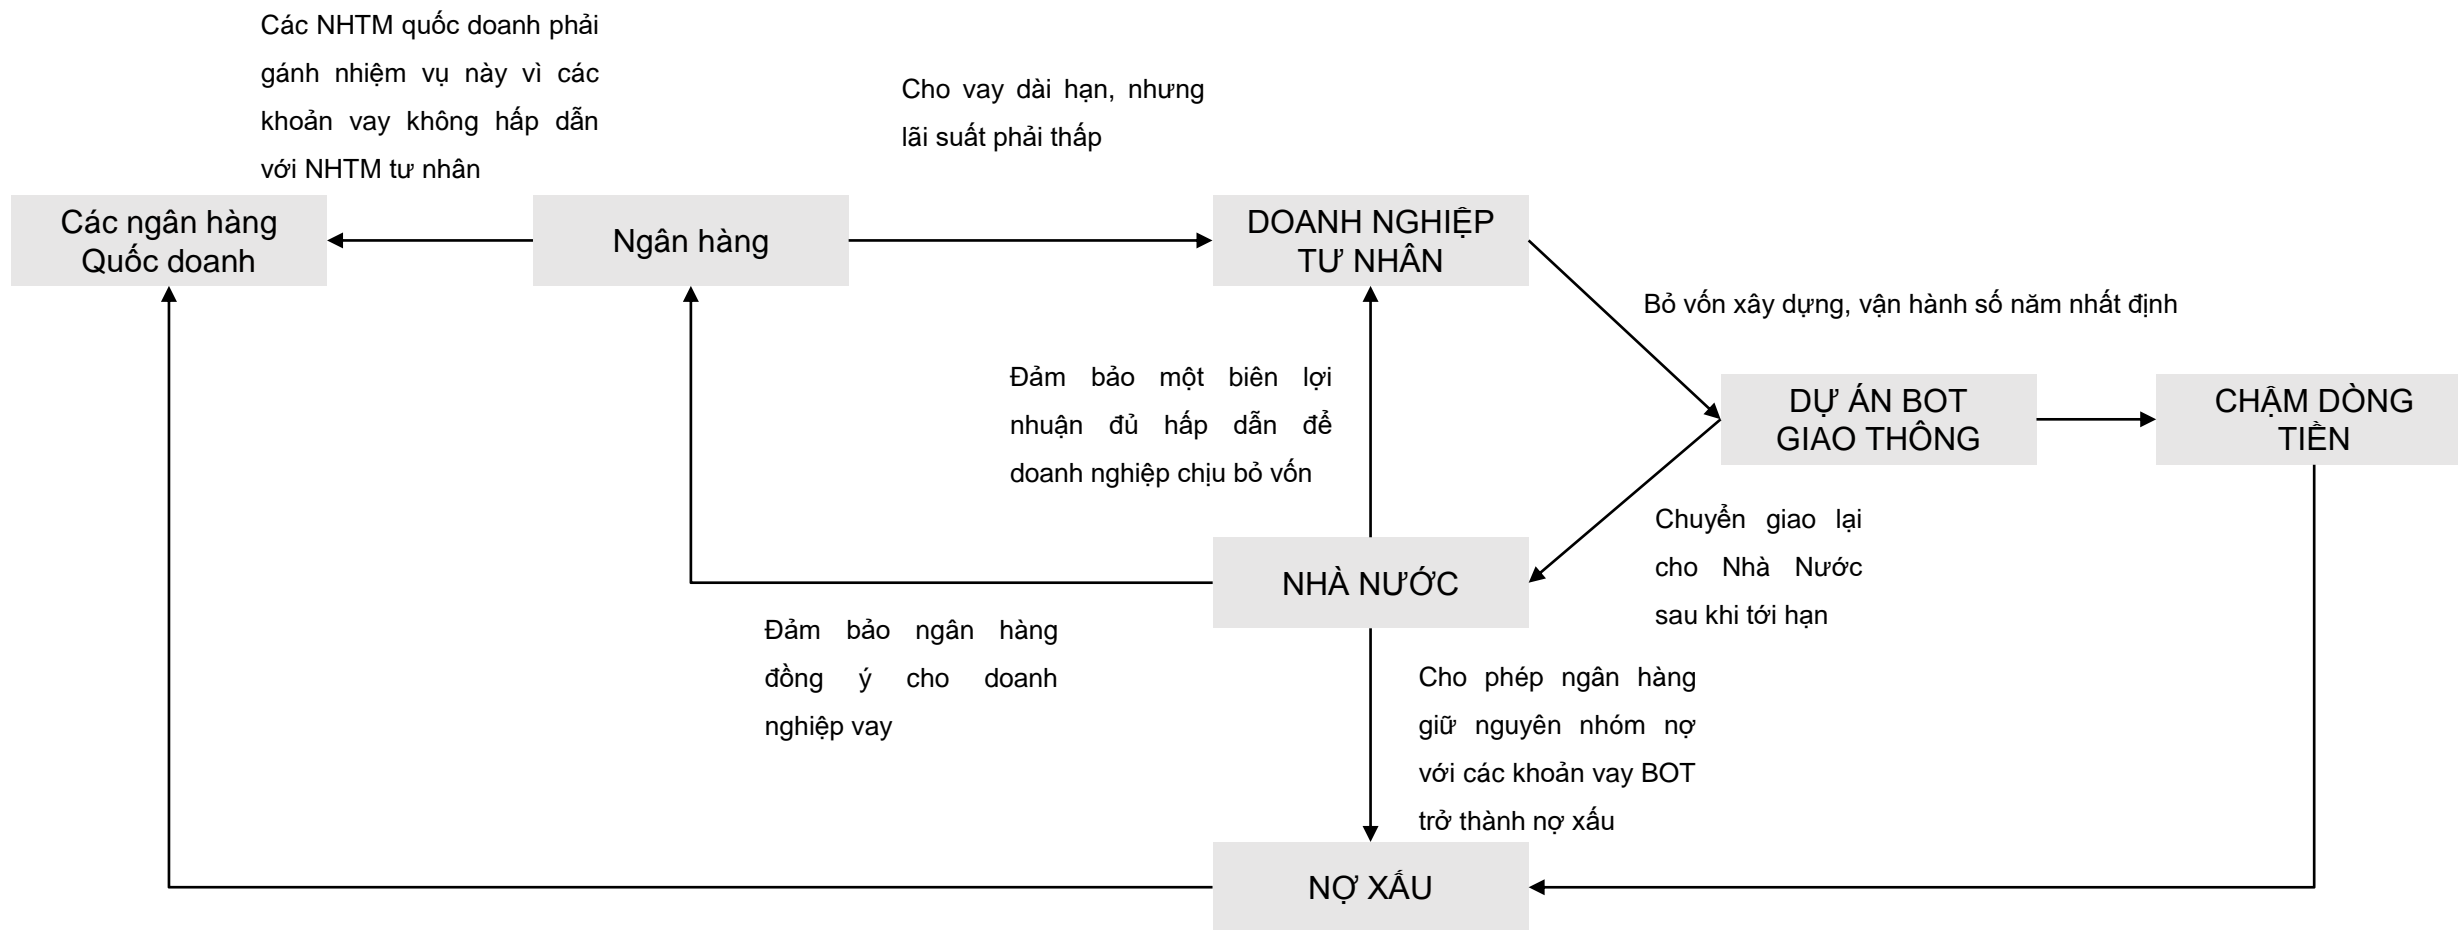 Các NHTM quốc doanh phải
gánh nhiệm vụ này vì các
khoản vay không hấp dẫn
với NHTM tư nhân
Cho vay dài hạn, nhưng
lãi suất phải thấp
Các ngân hàng
Quốc doanh
Ngân hàng
DOANH NGHIỆP
TƯ NHÂN
Bỏ vốn xây dựng, vận hành số năm nhất định
Đảm bảo một biên lợi
nhuận đủ hấp dẫn để
doanh nghiệp chịu bỏ vốn
DỰ ÁN BOT
GIAO THÔNG
CHẬM DÒNG
TIỀN
Chuyển giao lại
cho Nhà Nước
sau khi tới hạn
NHÀ NƯỚC
Đảm bảo ngân hàng
đồng ý cho doanh
nghiệp vay
Cho phép ngân hàng
giữ nguyên nhóm nợ
với các khoản vay BOT
trở thành nợ xấu
NỢ XẤU